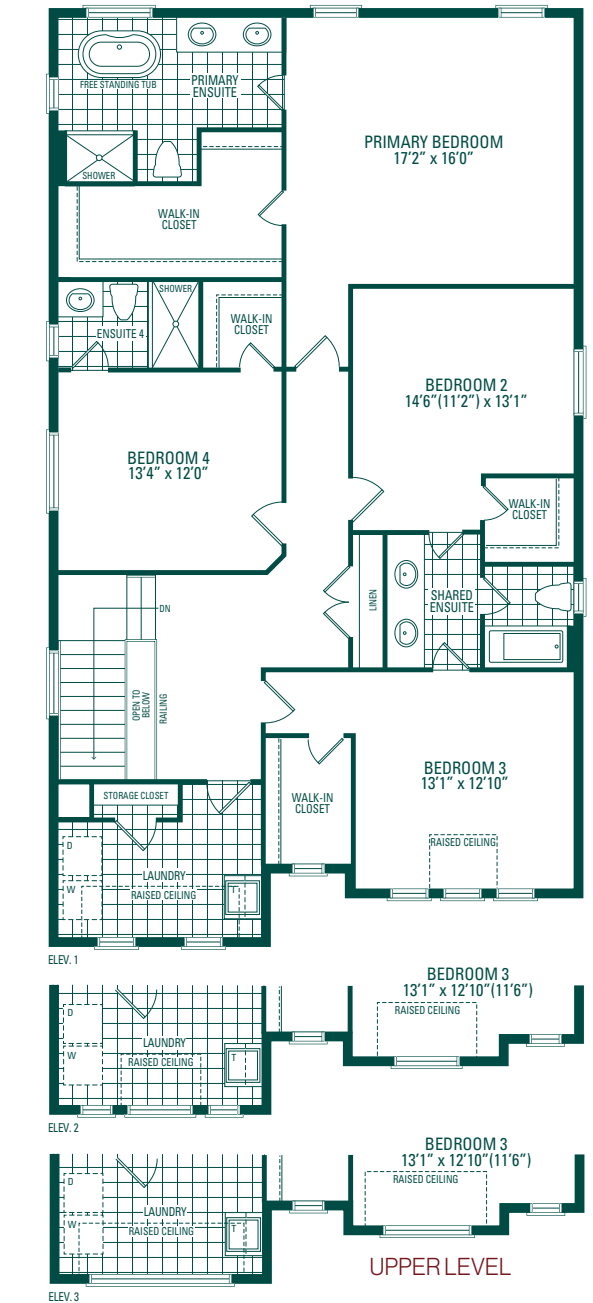 FREE STANDING TUB
PRIMARY
ENSUITE
PRIMARY BEDROOM
17'2" x 16'0"
SHOWER
WALK-IN
CLOSET
SHOWER
ENSUITE 4
WALK-IN
CLOSET
BEDROOM 2
14'6"(11'2") x 13'1"
BEDROOM 4
13'4" x 12'0"
WALK-IN
CLOSET
DN
LINEN
SHARED
ENSUITE
OPEN TO
BELOW
RAILING
BEDROOM 3
13'1" x 12'10"
STORAGE CLOSET
WALK-IN
CLOSET
D
RAISED CEILING
LAUNDRY
W
T
RAISED CEILING
ELEV. 1
BEDROOM 3
13'1" x 12'10"(11'6")
RAISED CEILING
D
LAUNDRY
W
T
RAISED CEILING
ELEV. 2
BEDROOM 3
13'1" x 12'10"(11'6")
RAISED CEILING
D
LAUNDRY
W
T
RAISED CEILING
UPPER LEVEL
ELEV. 3